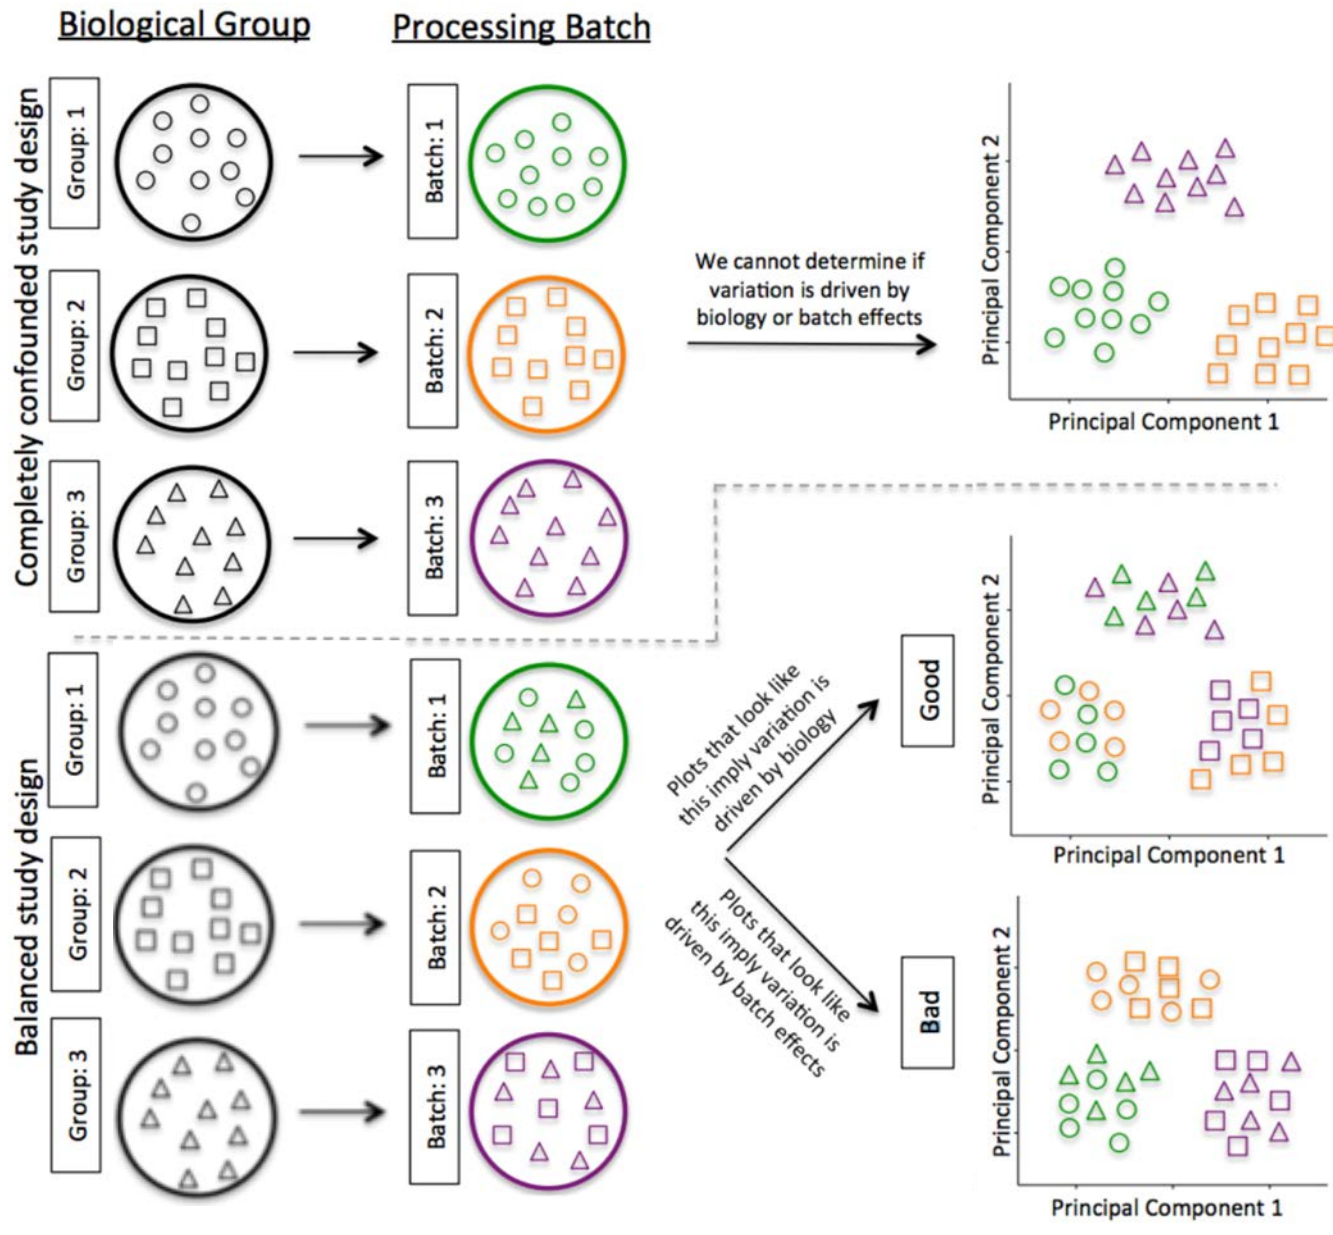 Biological Group
Processing Batch
Completely confounded study design
Group: 1
Batch: 1
Group: 2
Batch: 2
Group: 3
Batch: 3
We cannot determine if
variation is driven by
biology or batch effects
Principal Component 2
Principal Component 1
Balanced study design
Group: 1
Batch: 1
Group: 2
Batch: 2
Group: 3
Batch: 3
Plots that look like
this imply variation is
driven by biology
Good
Principal Component 2
Principal Component 1
Plots that look like
this imply variation is
driven by batch effects
Bad
Principal Component 2
Principal Component 1